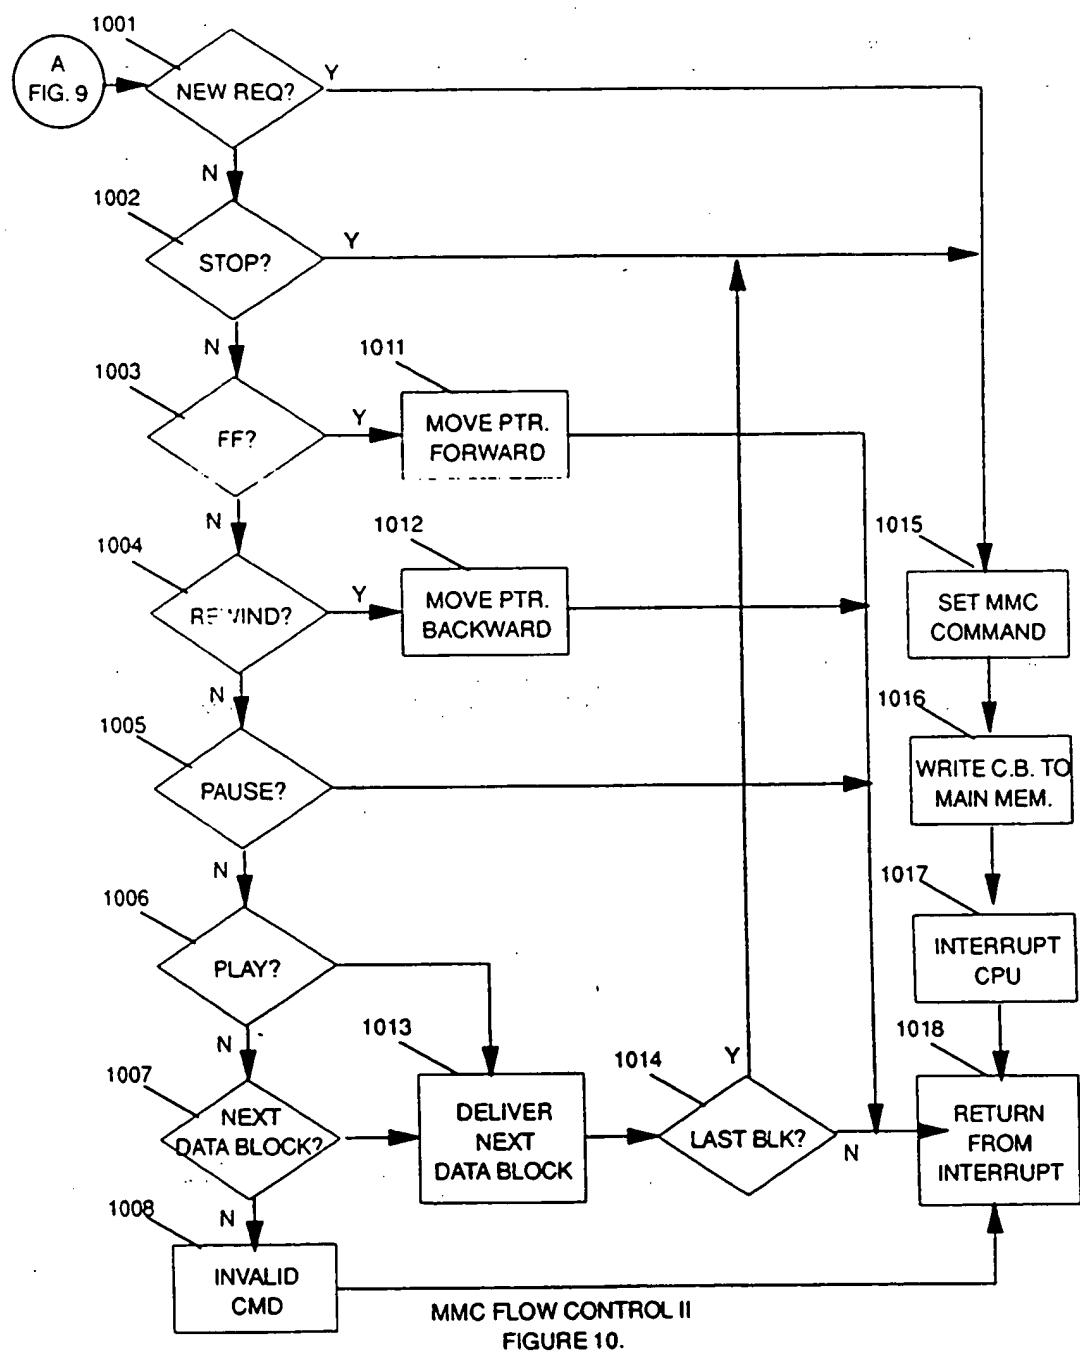 1001
A
FIG. 9
NEW REQ?
Y
N
1002
STOP?
Y
N
1003
FF?
Y
1011
MOVE PTR.
FORWARD
N
1004
REWIND?
Y
1012
MOVE PTR.
BACKWARD
1015
SET MMC
COMMAND
N
1005
PAUSE?
1016
WRITE C.B. TO
MAIN MEM.
N
1006
PLAY?
1017
INTERRUPT
CPU
N
1007
NEXT
DATA BLOCK?
1013
DELIVER
NEXT
DATA BLOCK
Y
1014
LAST BLK?
N
1018
RETURN
FROM
INTERRUPT
N
1008
INVALID
CMD
MMC FLOW CONTROL II
FIGURE 10.